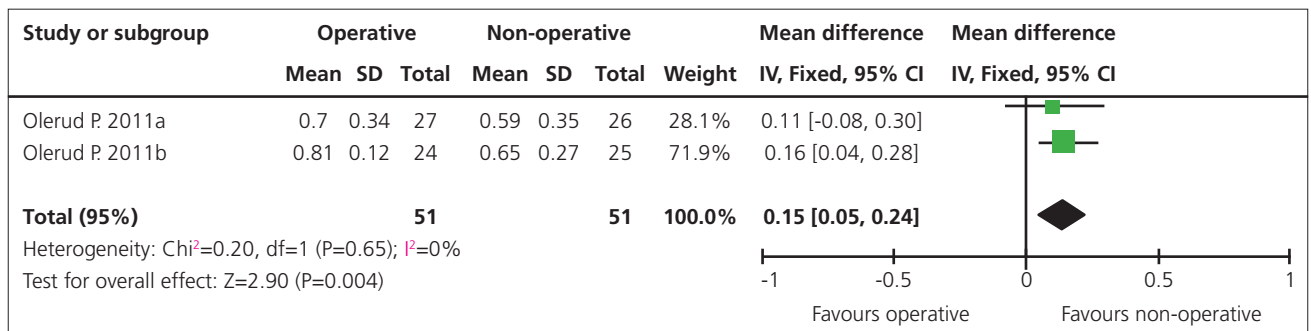 Study or subgroup Operative Non-operative Mean difference Mean difference
Mean SD Total Mean SD Total Weight IV, Fixed, 95% CI IV, Fixed, 95% CI
Olerud P. 2011a 0.7 0.34 27 0.59 0.35 26 28.1% 0.11 [-0.08, 0.30]
Olerud P. 2011b 0.81 0.12 24 0.65 0.27 25 71.9% 0.16 [0.04, 0.28]
Total (95%) 51 51 100.0% 0.15 [0.05, 0.24]
Heterogeneity: Chi²=0.20, df=1 (P=0.65); I²=0%
Test for overall effect: Z=2.90 (P=0.004)
-1 -0.5 0 0.5 1
Favours operative Favours non-operative